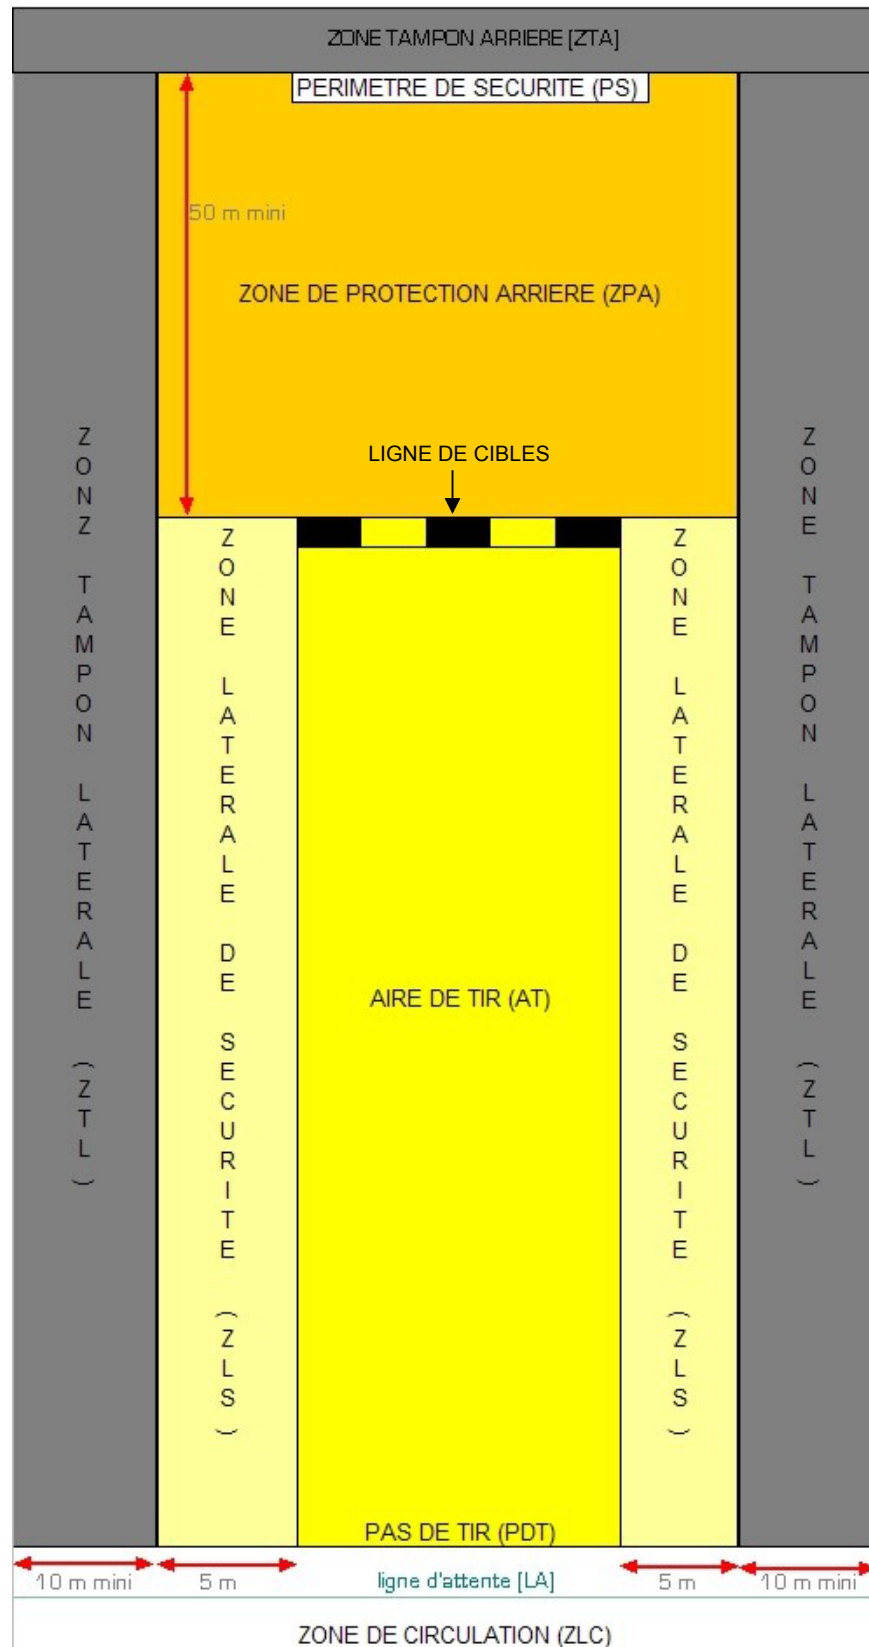 ZONE TAMPON ARRIERE [ZTA]
PERIMETRE DE SECURITE (PS)
50 m mini
ZONE DE PROTECTION ARRIERE (ZPA)
LIGNE DE CIBLES
ZONZ TAMPON LATERALE (ZTL)
ZONE LATERALE DE SECURITE (ZLS)
AIRE DE TIR (AT)
ZONE LATERALE DE SECURITE (ZLS)
ZONE TAMPON LATERALE (ZTL)
PAS DE TIR (PDT)
10 m mini
5 m
ligne d'attente [LA]
5 m
10 m mini
ZONE DE CIRCULATION (ZLC)